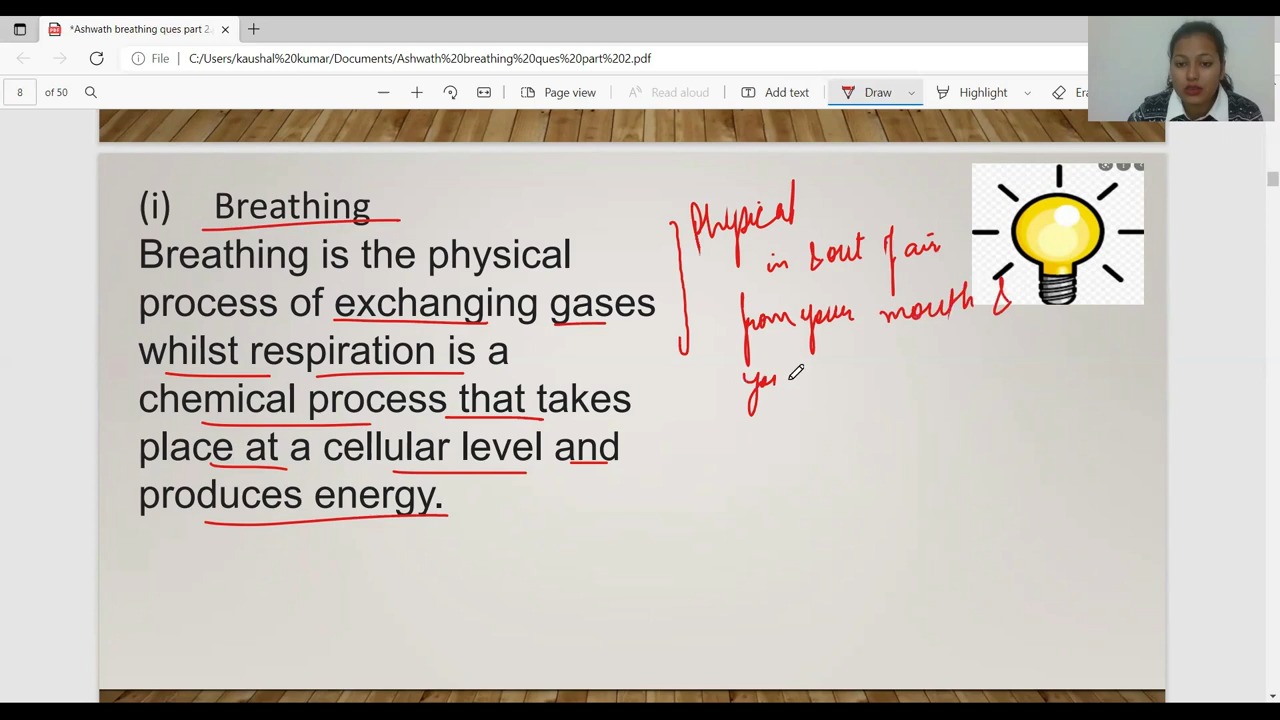 *Ashwath breathing ques part 2.
File C:/Users/kaushal%20kumar/Documents/Ashwath%20breathing%20ques%20part%202.pdf
8 of 50 Page view Read aloud Add text Draw Highlight Era
(i) Breathing
Breathing is the physical
process of exchanging gases
whilst respiration is a
chemical process that takes
place at a cellular level and
produces energy.
Physical
in & out of air
from your mouth &